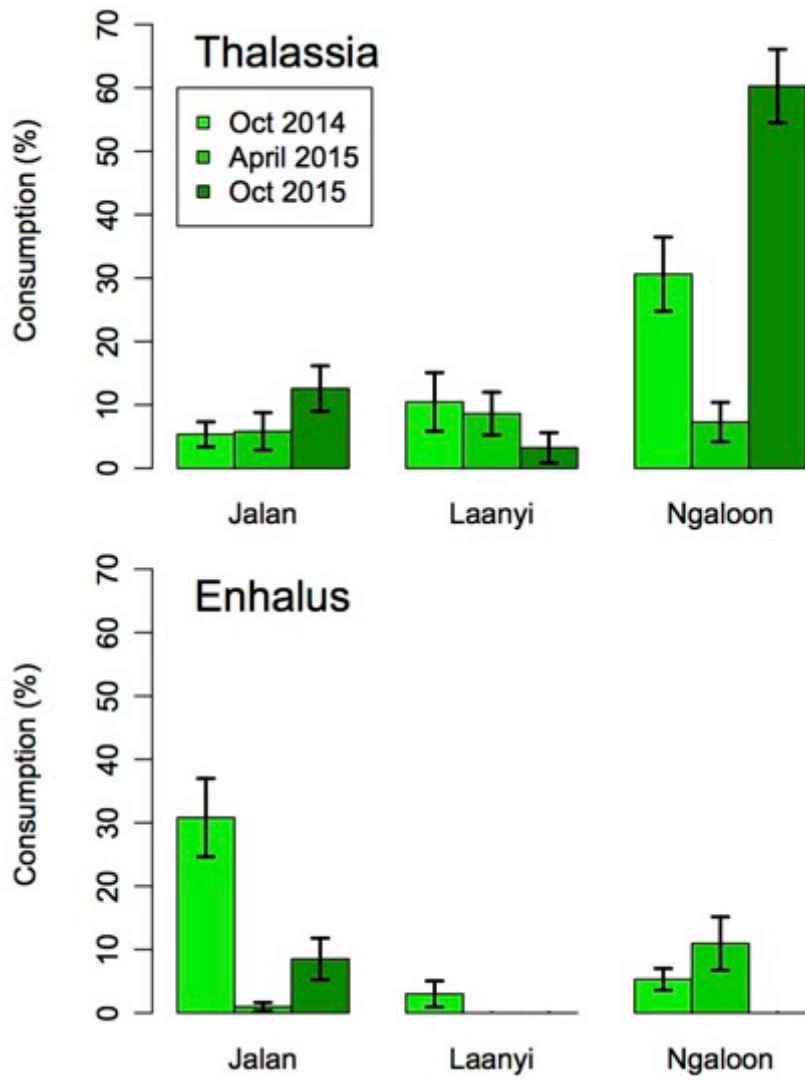 Thalassia
Oct 2014
April 2015
Oct 2015
Consumption (%)
70
60
50
40
30
20
10
0
Jalan Laanyi Ngaloon
Enhalus
Consumption (%)
70
60
50
40
30
20
10
0
Jalan Laanyi Ngaloon